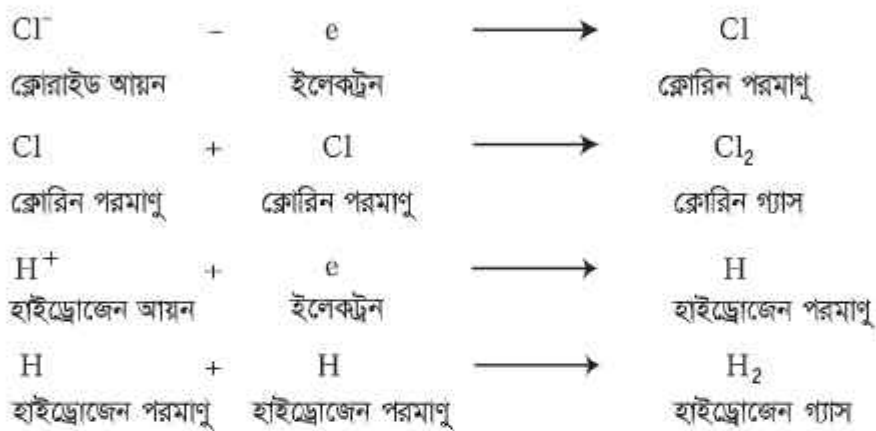 Cl⁻ – e ⟶ Cl
ক্লোরাইড আয়ন ইলেকট্রন ক্লোরিন পরমাণু
Cl + Cl ⟶ Cl₂
ক্লোরিন পরমাণু ক্লোরিন পরমাণু ক্লোরিন গ্যাস
H⁺ + e ⟶ H
হাইড্রোজেন আয়ন ইলেকট্রন হাইড্রোজেন পরমাণু
H + H ⟶ H₂
হাইড্রোজেন পরমাণু হাইড্রোজেন পরমাণু হাইড্রোজেন গ্যাস